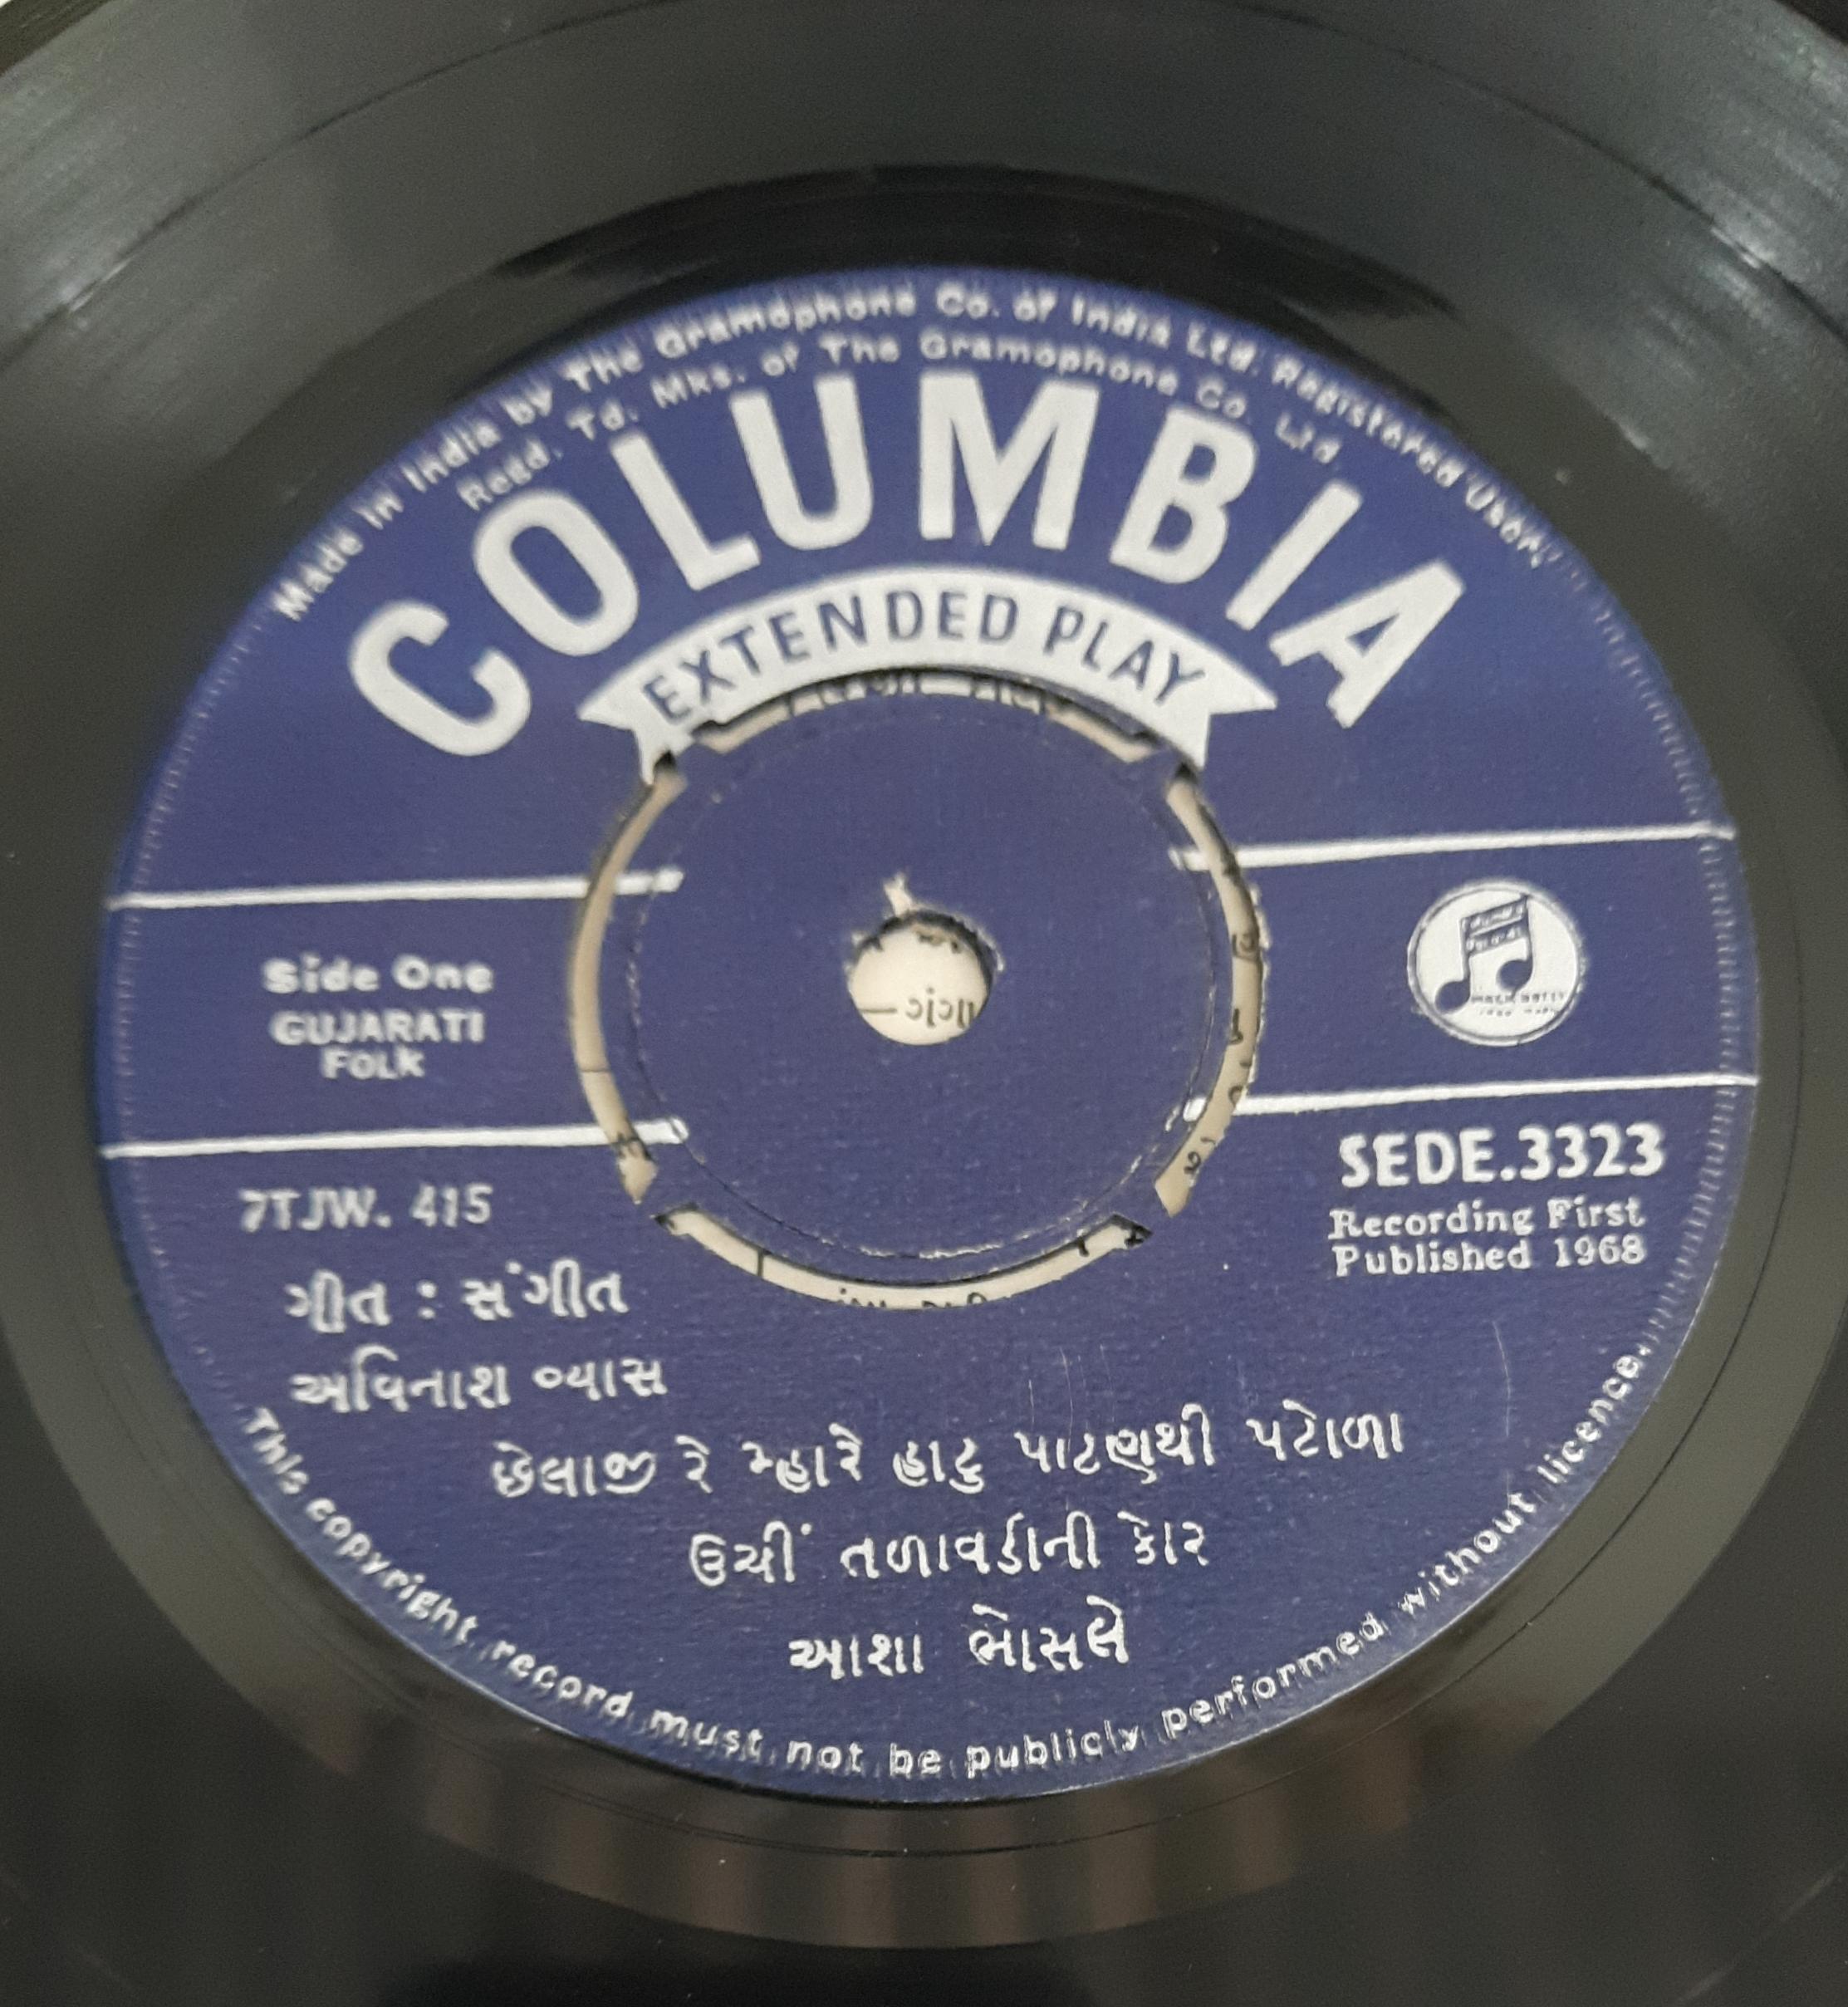 Made in India by The Gramophone Co. of India Ltd. Registered User.
Regd. Td. Mks. of The Gramophone Co. Ltd.
COLUMBIA
EXTENDED PLAY
Side One
GUJARATI
FOLK
SEDE.3323
Recording First
Published 1968
7TJW. 415
ગીત : સંગીત
અવિનાશ વ્યાસ
છેલાજી રે મ્હારે હાટુ પાટણથી પટોળા
ઉચીં તળાવડાની કોર
આશા ભોસલે
This copyright record must not be publicly performed without licence.